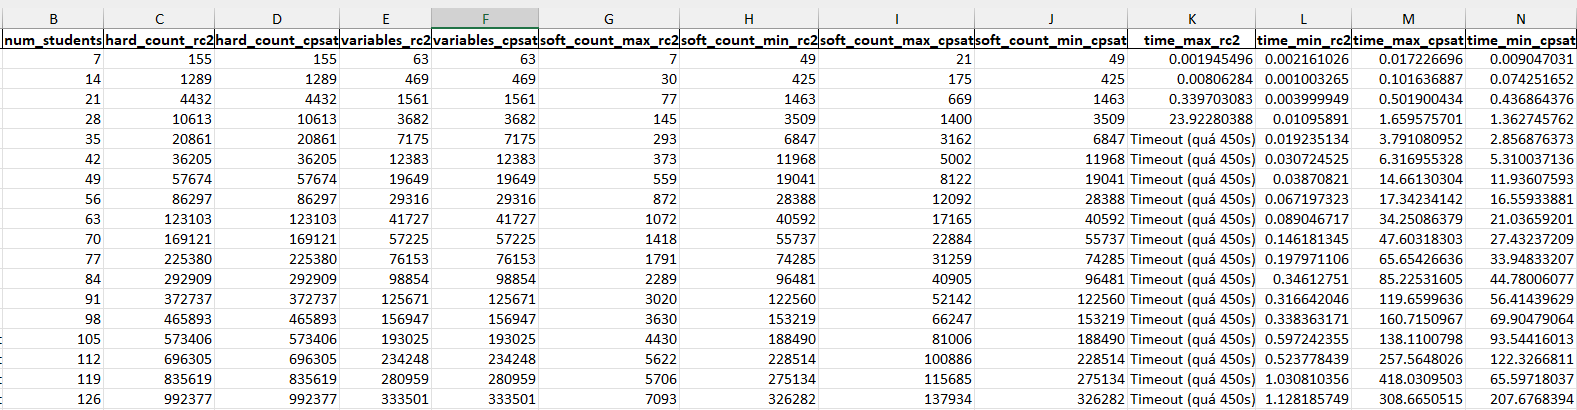 B C D E F G H I J K L M N
num_students hard_count_rc2 hard_count_cpsat variables_rc2 variables_cpsat soft_count_max_rc2 soft_count_min_rc2 soft_count_max_cpsat soft_count_min_cpsat time_max_rc2 time_min_rc2 time_max_cpsat time_min_cpsat
7 155 155 63 63 7 49 21 49 0.001945496 0.002161026 0.017226696 0.009047031
14 1289 1289 469 469 30 425 175 425 0.00806284 0.001003265 0.101636887 0.074251652
21 4432 4432 1561 1561 77 1463 669 1463 0.339703083 0.003999949 0.501900434 0.436864376
28 10613 10613 3682 3682 145 3509 1400 3509 23.92280388 0.01095891 1.659575701 1.362745762
35 20861 20861 7175 7175 293 6847 3162 6847 Timeout (quá 450s) 0.019235134 3.791080952 2.856876373
42 36205 36205 12383 12383 373 11968 5002 11968 Timeout (quá 450s) 0.030724525 6.316955328 5.310037136
49 57674 57674 19649 19649 559 19041 8122 19041 Timeout (quá 450s) 0.03870821 14.66130304 11.93607593
56 86297 86297 29316 29316 872 28388 12092 28388 Timeout (quá 450s) 0.067197323 17.34234142 16.55933881
63 123103 123103 41727 41727 1072 40592 17165 40592 Timeout (quá 450s) 0.089046717 34.25086379 21.03659201
70 169121 169121 57225 57225 1418 55737 22884 55737 Timeout (quá 450s) 0.146181345 47.60318303 27.43237209
77 225380 225380 76153 76153 1791 74285 31259 74285 Timeout (quá 450s) 0.197971106 65.65426636 33.94833207
84 292909 292909 98854 98854 2289 96481 40905 96481 Timeout (quá 450s) 0.34612751 85.22531605 44.78006077
91 372737 372737 125671 125671 3020 122560 52142 122560 Timeout (quá 450s) 0.316642046 119.6599636 56.41439629
98 465893 465893 156947 156947 3630 153219 66247 153219 Timeout (quá 450s) 0.338363171 160.7150967 69.90479064
105 573406 573406 193025 193025 4430 188490 81006 188490 Timeout (quá 450s) 0.597242355 138.1100798 93.54416013
112 696305 696305 234248 234248 5622 228514 100886 228514 Timeout (quá 450s) 0.523778439 257.5648026 122.3266811
119 835619 835619 280959 280959 5706 275134 115685 275134 Timeout (quá 450s) 1.030810356 418.0309503 65.59718037
126 992377 992377 333501 333501 7093 326282 137934 326282 Timeout (quá 450s) 1.128185749 308.6650515 207.6768394